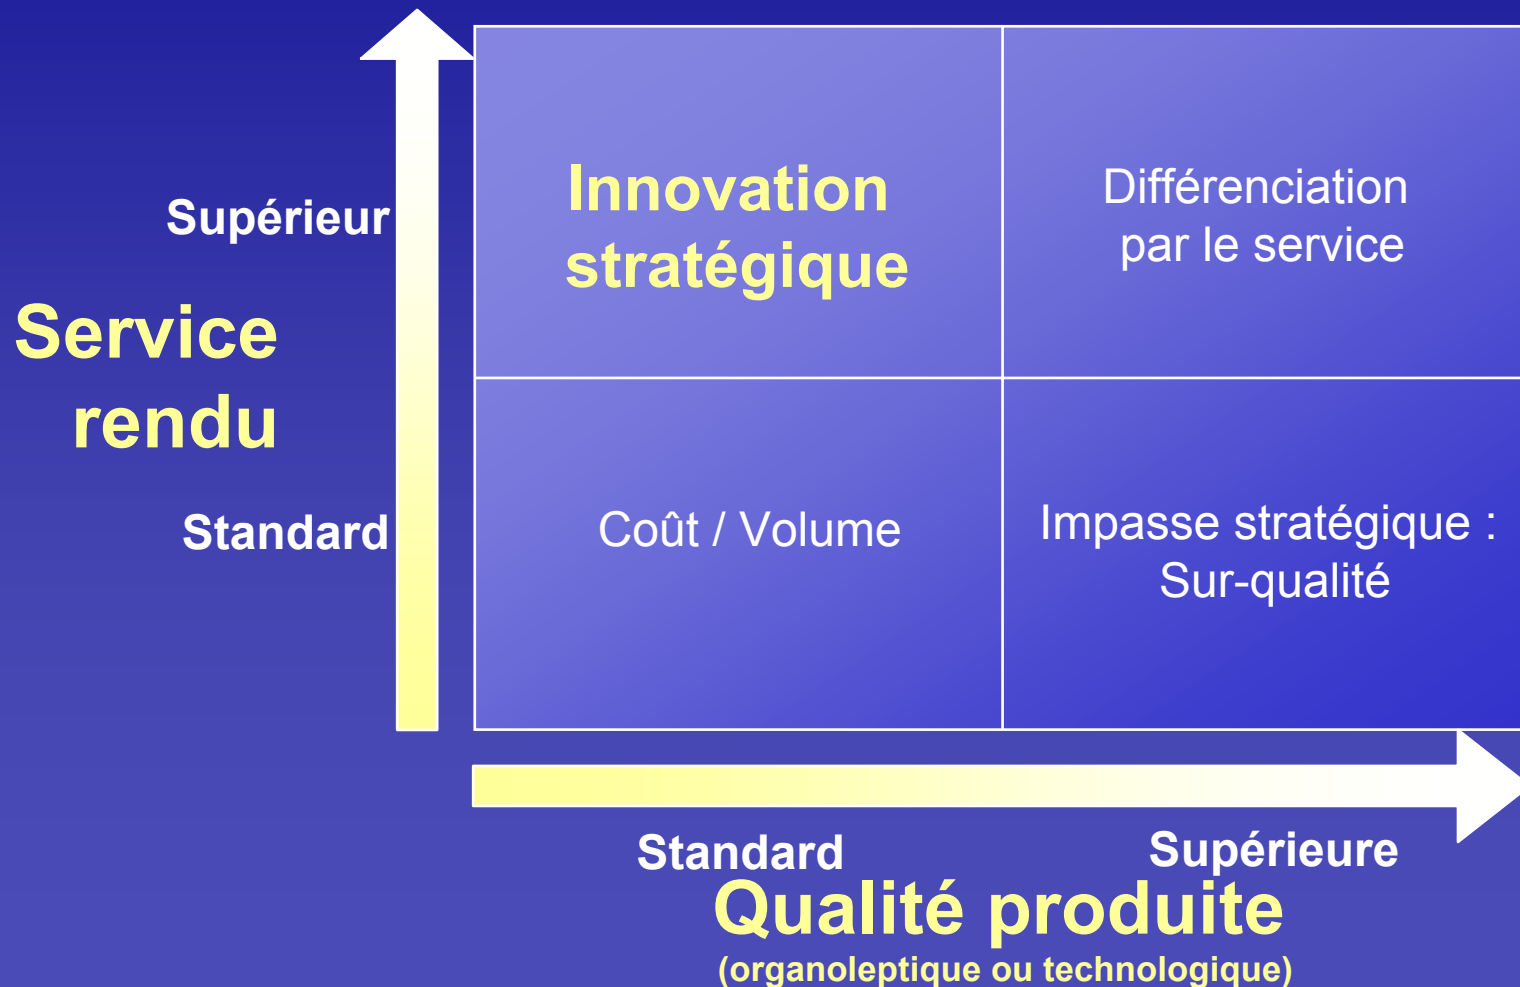 Supérieur
Service
rendu
Standard
Innovation
stratégique
Différenciation
par le service
Coût / Volume
Impasse stratégique :
Sur-qualité
Standard
Supérieure
Qualité produite
(organoleptique ou technologique)